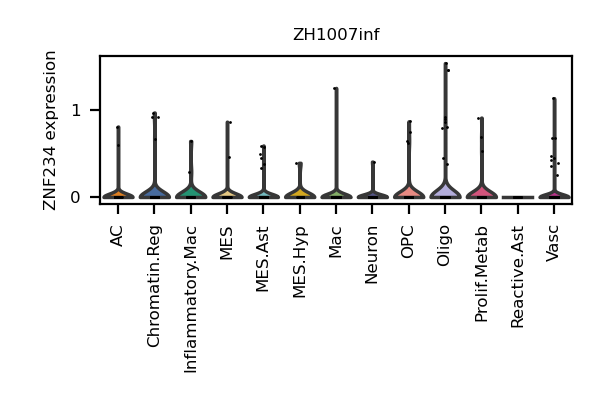 ZH1007inf
ZNF234 expression
1
0
AC
Chromatin.Reg
Inflammatory.Mac
MES
MES.Ast
MES.Hyp
Mac
Neuron
OPC
Oligo
Prolif.Metab
Reactive.Ast
Vasc